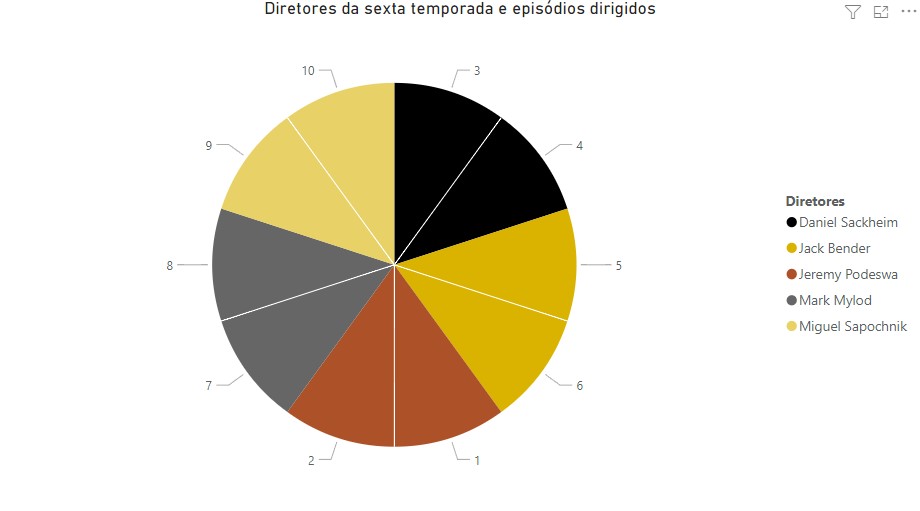 Diretores da sexta temporada e episódios dirigidos
10
3
9
4
8
5
7
6
2
1
Diretores
Daniel Sackheim
Jack Bender
Jeremy Podeswa
Mark Mylod
Miguel Sapochnik